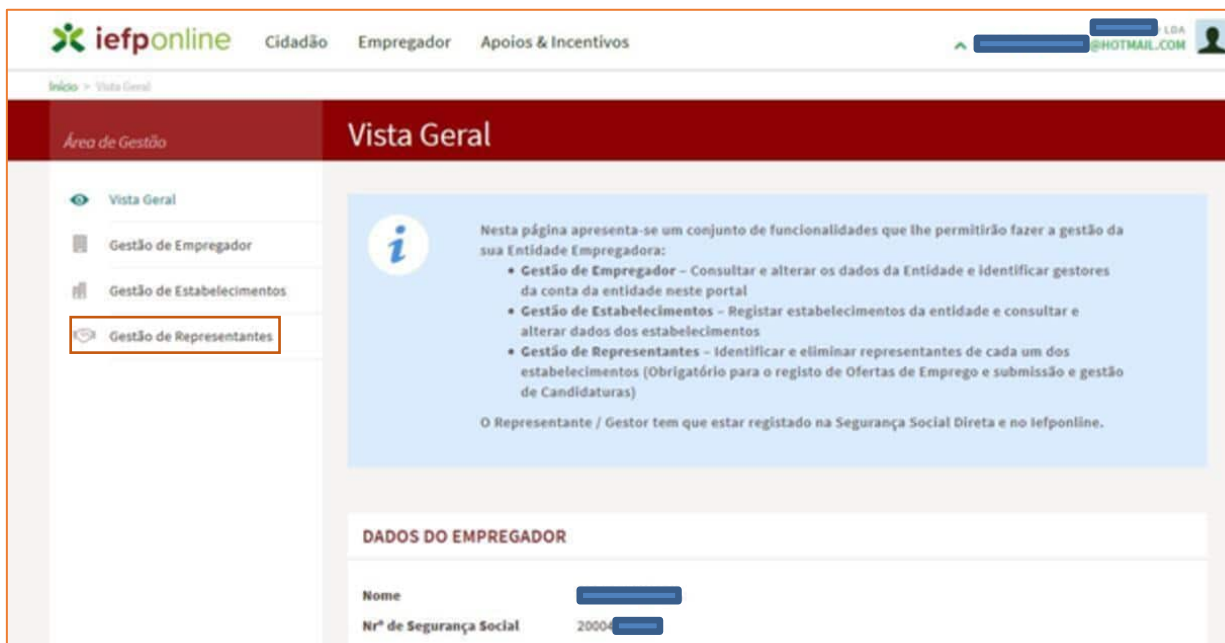 iefponline Cidadão Empregador Apoios & Incentivos
LDA
@HOTMAIL.COM
Início > Vista Geral
Área de Gestão
Vista Geral
Vista Geral
Gestão de Empregador
Gestão de Estabelecimentos
Gestão de Representantes
Nesta página apresenta-se um conjunto de funcionalidades que lhe permitirão fazer a gestão da
sua Entidade Empregadora:
• Gestão de Empregador – Consultar e alterar os dados da Entidade e identificar gestores
da conta da entidade neste portal
• Gestão de Estabelecimentos – Registar estabelecimentos da entidade e consultar e
alterar dados dos estabelecimentos
• Gestão de Representantes – Identificar e eliminar representantes de cada um dos
estabelecimentos (Obrigatório para o registo de Ofertas de Emprego e submissão e gestão
de Candidaturas)
O Representante / Gestor tem que estar registado na Segurança Social Direta e no Iefponline.
DADOS DO EMPREGADOR
Nome
Nrº de Segurança Social 20004